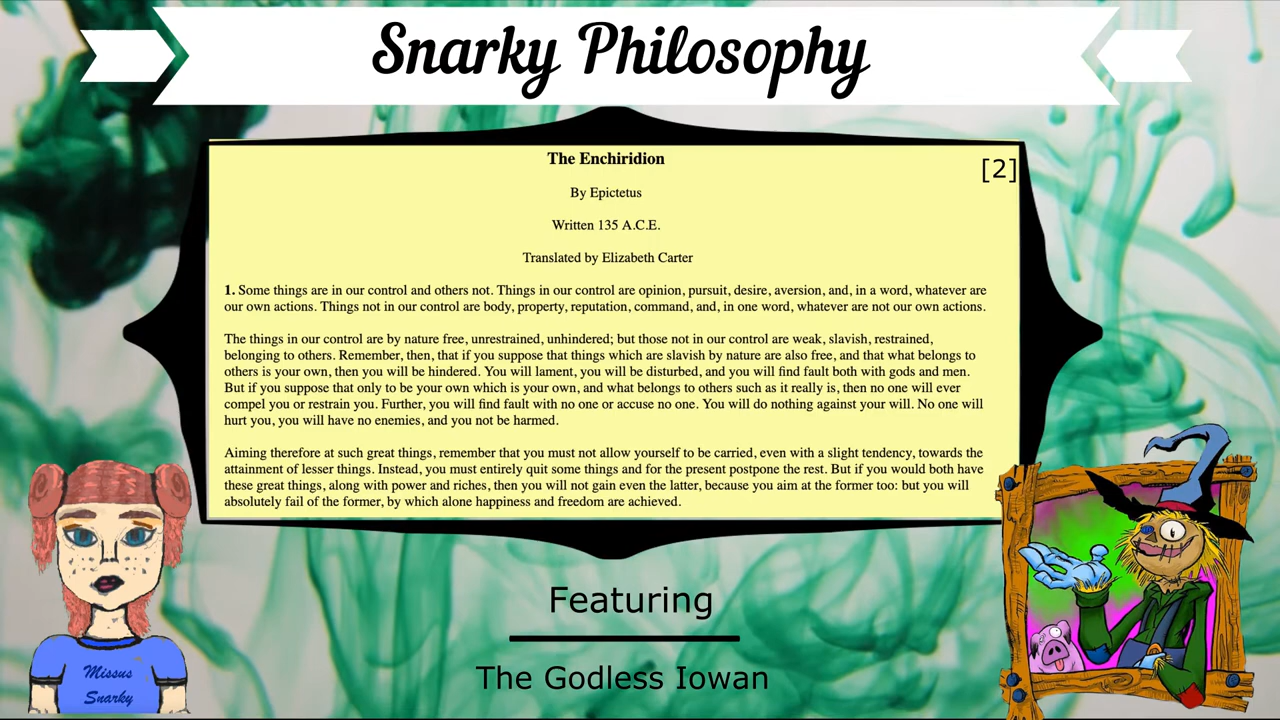 Snarky Philosophy
The Enchiridion
[2]
By Epictetus
Written 135 A.C.E.
Translated by Elizabeth Carter
1. Some things are in our control and others not. Things in our control are opinion, pursuit, desire, aversion, and, in a word, whatever are
our own actions. Things not in our control are body, property, reputation, command, and, in one word, whatever are not our own actions.
The things in our control are by nature free, unrestrained, unhindered; but those not in our control are weak, slavish, restrained,
belonging to others. Remember, then, that if you suppose that things which are slavish by nature are also free, and that what belongs to
others is your own, then you will be hindered. You will lament, you will be disturbed, and you will find fault both with gods and men.
But if you suppose that only to be your own which is your own, and what belongs to others such as it really is, then no one will ever
compel you or restrain you. Further, you will find fault with no one or accuse no one. You will do nothing against your will. No one will
hurt you, you will have no enemies, and you not be harmed.
Aiming therefore at such great things, remember that you must not allow yourself to be carried, even with a slight tendency, towards the
attainment of lesser things. Instead, you must entirely quit some things and for the present postpone the rest. But if you would both have
these great things, along with power and riches, then you will not gain even the latter, because you aim at the former too: but you will
absolutely fail of the former, by which alone happiness and freedom are achieved.
Featuring
The Godless Iowan
Missus
Snarky